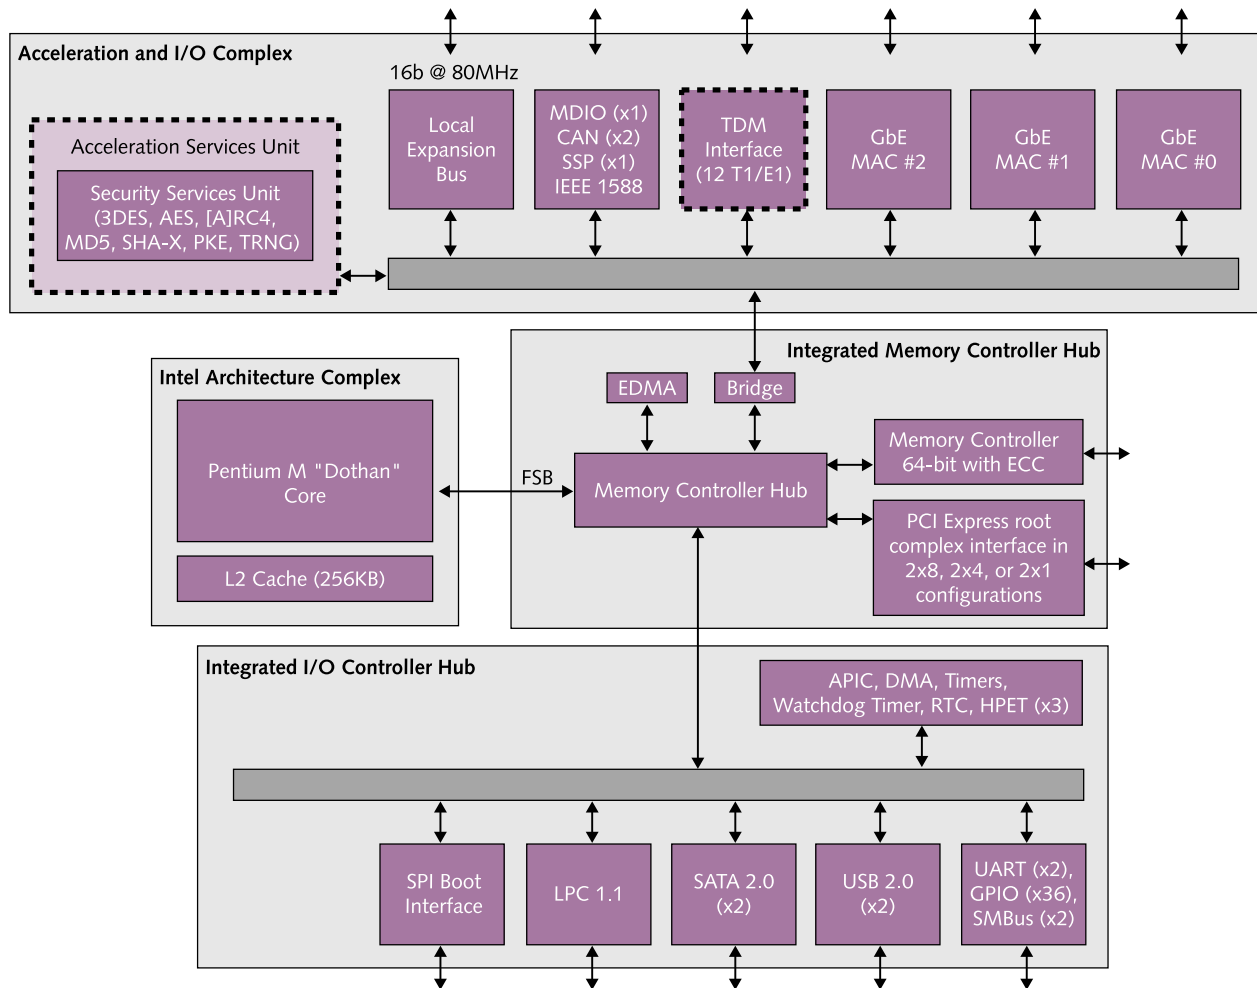 Acceleration and I/O Complex
16b @ 80MHz
Acceleration Services Unit
Security Services Unit
(3DES, AES, [A]RC4,
MD5, SHA-X, PKE, TRNG)
Local
Expansion
Bus
MDIO (x1)
CAN (x2)
SSP (x1)
IEEE 1588
TDM
Interface
(12 T1/E1)
GbE
MAC #2
GbE
MAC #1
GbE
MAC #0
Integrated Memory Controller Hub
EDMA
Bridge
Memory Controller Hub
Memory Controller
64-bit with ECC
PCI Express root
complex interface in
2x8, 2x4, or 2x1
configurations
Intel Architecture Complex
Pentium M "Dothan"
Core
L2 Cache (256KB)
FSB
Integrated I/O Controller Hub
APIC, DMA, Timers,
Watchdog Timer, RTC, HPET (x3)
SPI Boot
Interface
LPC 1.1
SATA 2.0
(x2)
USB 2.0
(x2)
UART (x2),
GPIO (x36),
SMBus (x2)